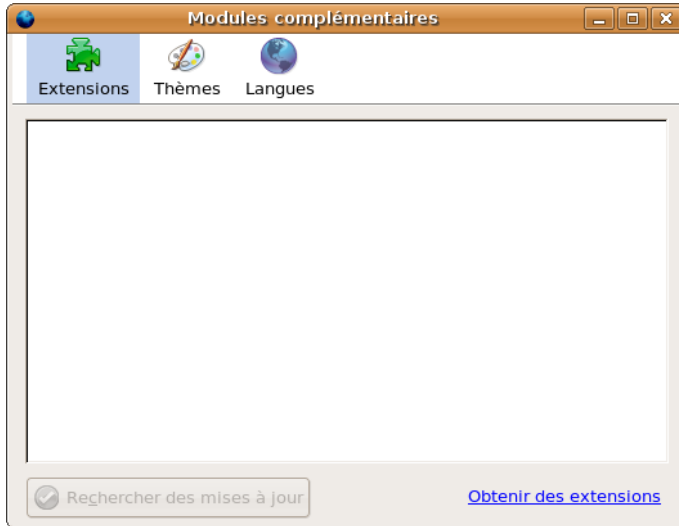 Modules complémentaires
Extensions Thèmes Langues
Rechercher des mises à jour Obtenir des extensions